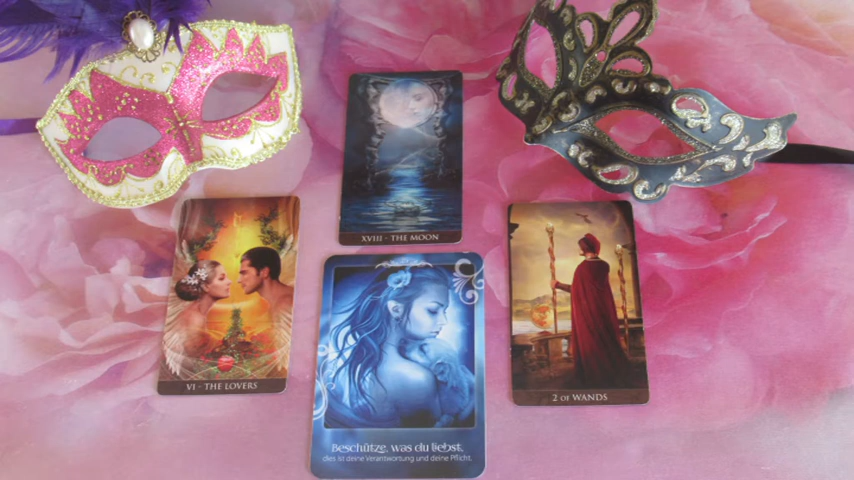 XVIII - THE MOON
VI - THE LOVERS
2 OF WANDS
Beschütze, was du liebst,
dies ist deine Verantwortung und deine Pflicht.